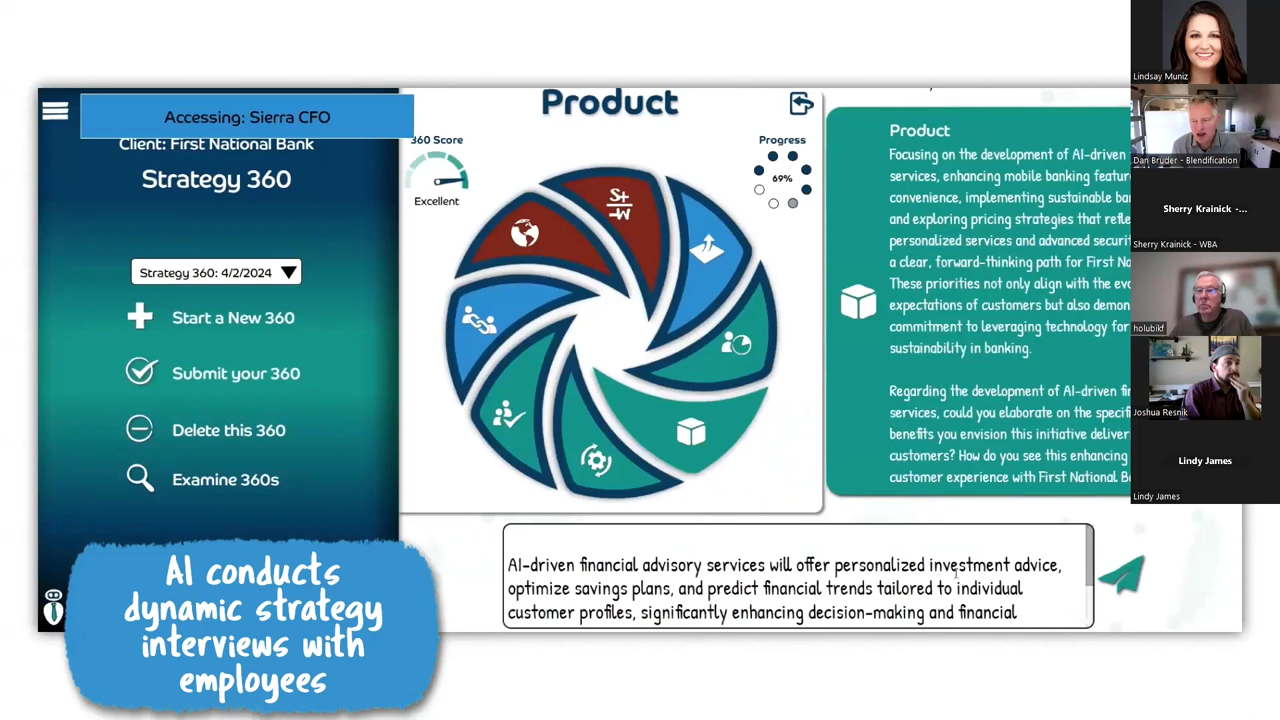 Accessing: Sierra CFO
Client: First National Bank
Strategy 360
Strategy 360: 4/2/2024
Start a New 360
Submit your 360
Delete this 360
Examine 360s
AI conducts
dynamic strategy
interviews with
employees
Product
360 Score
Excellent
Progress
69%
S+
-W
Product
Focusing on the development of AI-driven
services, enhancing mobile banking featur
convenience, implementing sustainable ba
and exploring pricing strategies that refle
personalized services and advanced securi
a clear, forward-thinking path for First Na
These priorities not only align with the evo
expectations of customers but also demon
commitment to leveraging technology for
sustainability in banking.
Regarding the development of AI-driven fi
services, could you elaborate on the specifi
benefits you envision this initiative deliver
customers? How do you see this enhancing
customer experience with First National B
AI-driven financial advisory services will offer personalized investment advice,
optimize savings plans, and predict financial trends tailored to individual
customer profiles, significantly enhancing decision-making and financial
Lindsay Muniz
Dan Bruder - Blendification
Sherry Krainick -...
Sherry Krainick - WBA
holubikf
Joshua Resnik
Lindy James
Lindy James